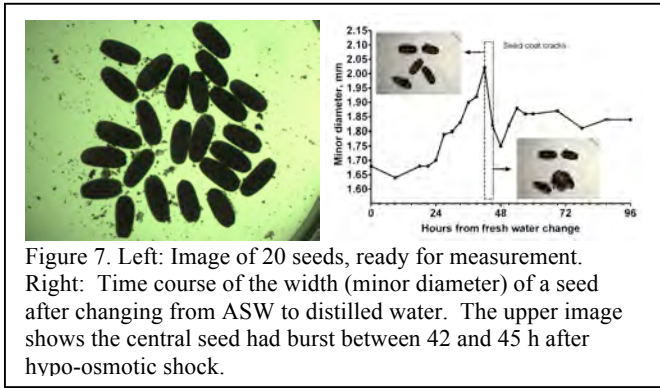 2.15
2.10
2.05
2.00
1.95
1.90
1.85
1.80
1.75
1.70
1.65
1.60
Minor diameter, mm
Seed coat cracks
0 24 48 72 96
Hours from fresh water change
Figure 7. Left: Image of 20 seeds, ready for measurement.
Right:  Time course of the width (minor diameter) of a seed
after changing from ASW to distilled water.  The upper image
shows the central seed had burst between 42 and 45 h after
hypo-osmotic shock.